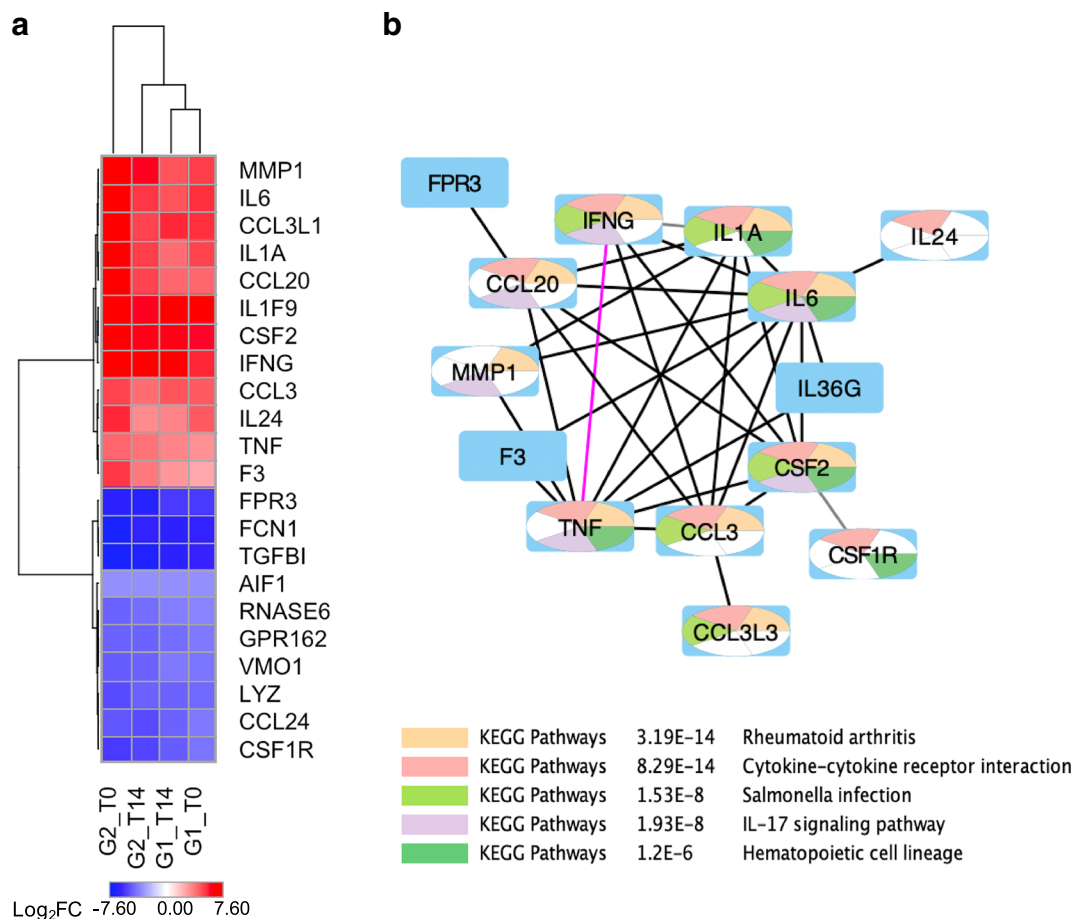 a
b
MMP1
IL6
CCL3L1
IL1A
CCL20
IL1F9
CSF2
IFNG
CCL3
IL24
TNF
F3
FPR3
FCN1
TGFBI
AIF1
RNASE6
GPR162
VMO1
LYZ
CCL24
CSF1R
G2_T0
G2_T14
G1_T14
G1_T0
Log2FC -7.60 0.00 7.60
FPR3
IFNG
IL1A
IL24
CCL20
IL6
MMP1
IL36G
F3
CSF2
TNF
CCL3
CSF1R
CCL3L3
KEGG Pathways 3.19E-14 Rheumatoid arthritis
KEGG Pathways 8.29E-14 Cytokine-cytokine receptor interaction
KEGG Pathways 1.53E-8 Salmonella infection
KEGG Pathways 1.93E-8 IL-17 signaling pathway
KEGG Pathways 1.2E-6 Hematopoietic cell lineage